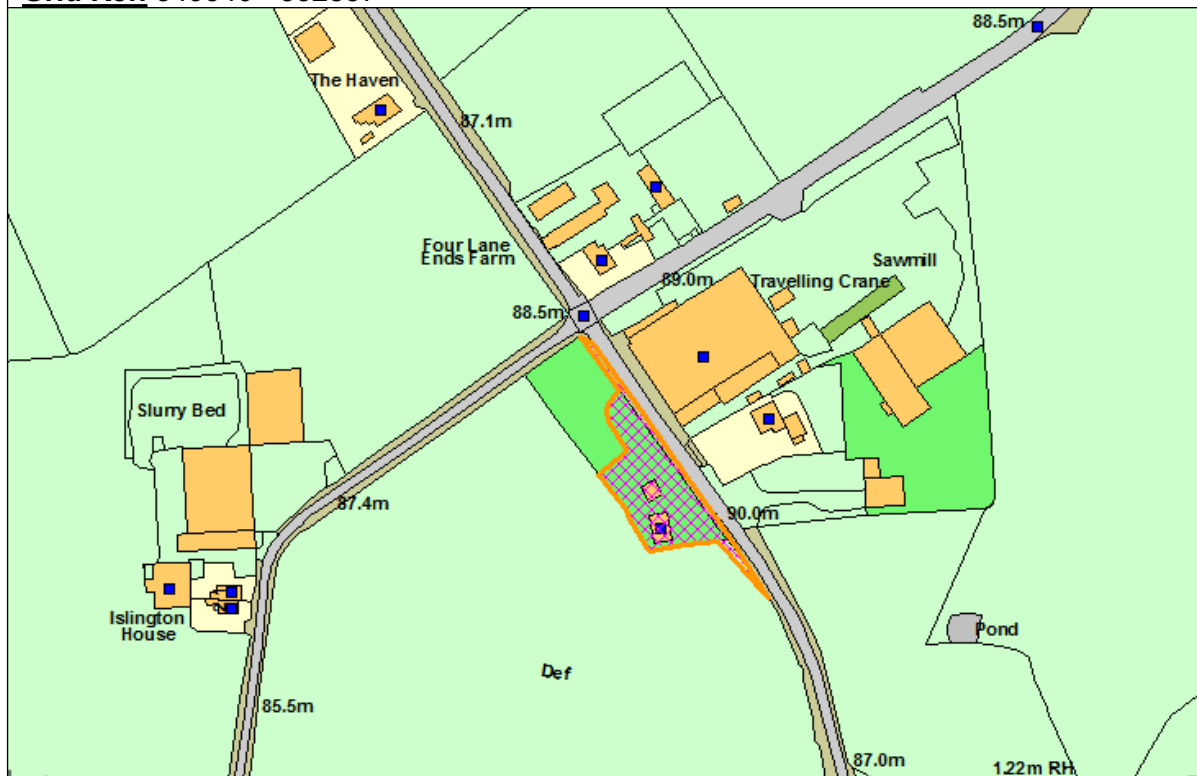 88.5m
The Haven
87.1m
Four Lane
Ends Farm
Sawmill
89.0m
Travelling Crane
88.5m
Slurry Bed
87.4m
90.0m
Islington
House
Pond
Def
85.5m
87.0m
1.22m RH